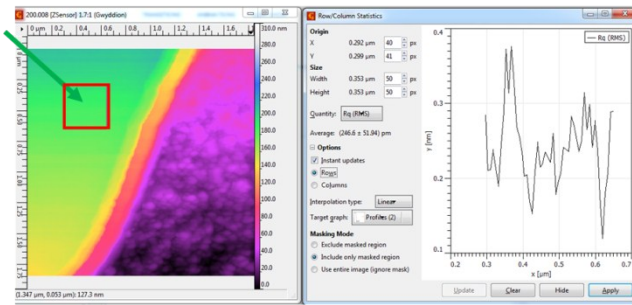 200.008 [ZSensor] 1.7:1 (Gwyddion)
0 µm 0.2 0.4 0.6 0.8 1.0 1.2 1.4 1.6
310.0 nm
280.0
260.0
240.0
220.0
200.0
180.0
160.0
140.0
120.0
100.0
80.0
60.0
40.0
20.0
0.0
(1.347 µm, 0.053 µm): 127.3 nm
Row/Column Statistics
Origin
X 0.292 µm 40 px
Y 0.299 µm 41 px
Size
Width 0.353 µm 50 px
Height 0.353 µm 50 px
Quantity: Rq (RMS)
Average: (246.6 ± 51.94) pm
Options
Instant updates
Rows
Columns
Interpolation type: Linear
Target graph: Profiles (2)
Masking Mode
Exclude masked region
Include only masked region
Use entire image (ignore mask)
Rq (RMS)
0.4
0.3
0.2
0.1
y [nm]
0.2 0.3 0.4 0.5 0.6 0.7
x [µm]
Update Clear Hide Apply